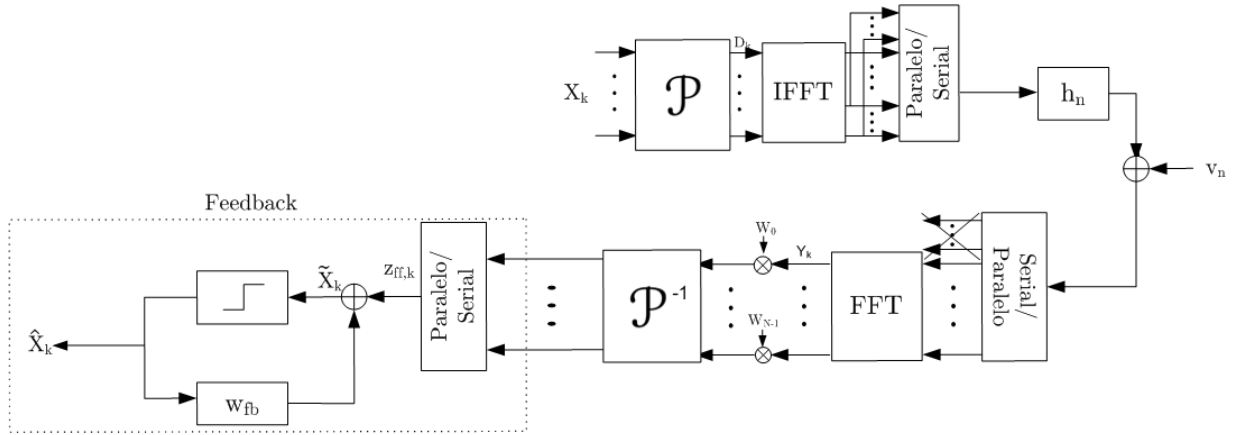 X_k
𝒫
D_k
IFFT
Paralelo/
Serial
h_n
v_n
Feedback
X̂_k
X̃_k
w_fb
z_ff,k
Paralelo/
Serial
𝒫^-1
W_0
W_N-1
Y_k
FFT
Serial/
Paralelo